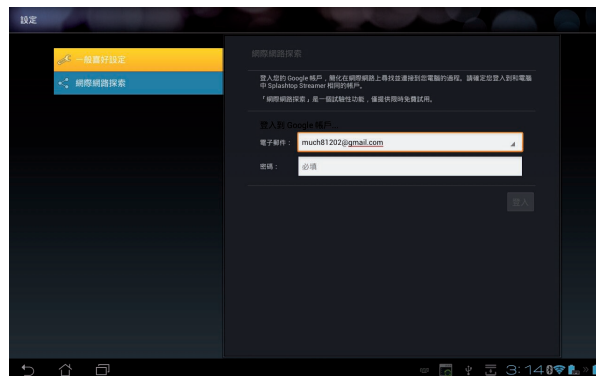 設定
一般喜好設定
網際網路探索
網際網路探索
登入您的 Google 帳戶，簡化在網際網路上尋找並連接到您電腦的過程。請確定您登入到和電腦
中 Splashtop Streamer 相同的帳戶。
「網際網路探索」是一個試驗性功能，僅提供限時免費試用。
登入到 Google 帳戶...
電子郵件：
much81202@gmail.com
密碼：
必填
登入
3:14